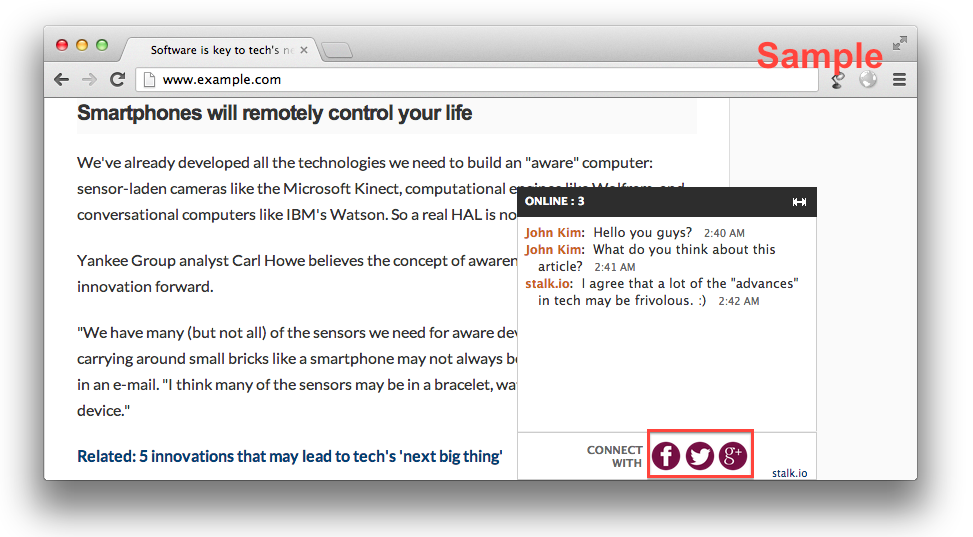 Software is key to tech's ne
Sample
www.example.com
Smartphones will remotely control your life
We've already developed all the technologies we need to build an "aware" computer:
sensor-laden cameras like the Microsoft Kinect, computational engines like Wolfram, and
conversational computers like IBM's Watson. So a real HAL is no
Yankee Group analyst Carl Howe believes the concept of awaren
innovation forward.
"We have many (but not all) of the sensors we need for aware dev
carrying around small bricks like a smartphone may not always be
in an e-mail. "I think many of the sensors may be in a bracelet, wa
device."
Related: 5 innovations that may lead to tech's 'next big thing'
ONLINE : 3
John Kim: Hello you guys? 2:40 AM
John Kim: What do you think about this
article? 2:41 AM
stalk.io: I agree that a lot of the "advances"
in tech may be frivolous. :) 2:42 AM
CONNECT
WITH
f
g+
stalk.io